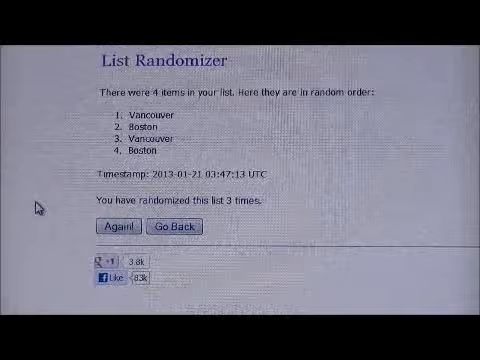 List Randomizer
There were 4 items in your list. Here they are in random order:
1. Vancouver
2. Boston
3. Vancouver
4. Boston
Timestamp: 2013-01-21 03:47:13 UTC
You have randomized this list 3 times.
Again! Go Back
+1 3.8k
Like 83k